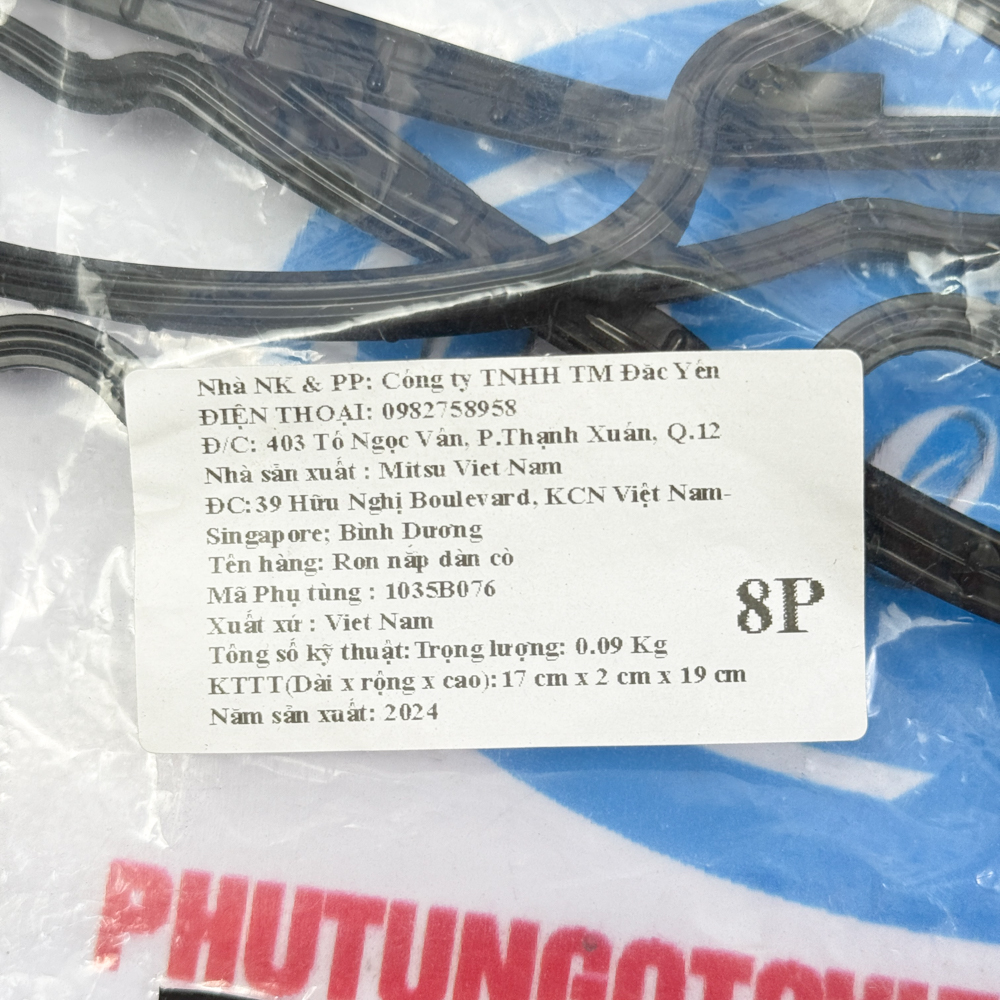 Nhà NK & PP: Công ty TNHH TM Đăc Yên
ĐIỆN THOẠI: 0982758958
Đ/C: 403 Tô Ngọc Vân, P.Thạnh Xuân, Q.12
Nhà sản xuất : Mitsu Viet Nam
ĐC:39 Hữu Nghị Boulevard, KCN Việt Nam-
Singapore; Bình Dương
Tên hàng: Ron nắp dàn cò
Mã Phụ tùng : 1035B076
8P
Xuất xứ : Viet Nam
Tông số kỹ thuật: Trọng lượng: 0.09 Kg
KTTT(Dài x rộng x cao): 17 cm x 2 cm x 19 cm
Năm sản xuất: 2024